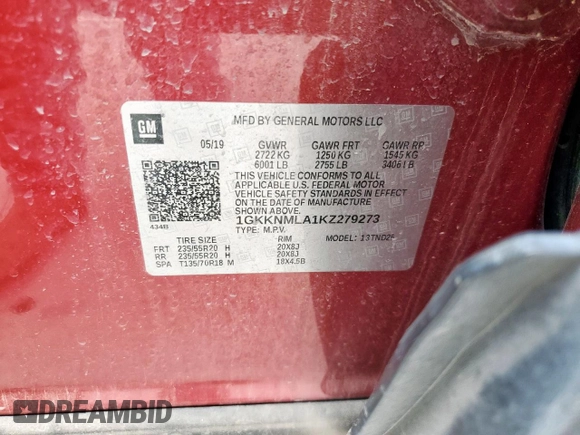 GM
MFD BY GENERAL MOTORS LLC
05/19 GVWR GAWR FRT GAWR RR
2722 KG 1250 KG 1545 KG
6001 LB 2755 LB 3406 LB
THIS VEHICLE CONFORMS TO ALL
APPLICABLE U.S. FEDERAL MOTOR
VEHICLE SAFETY STANDARDS IN EFFECT
ON THE DATE OF MANUFACTURE
SHOWN ABOVE.
1GKKNMLA1KZ279273
434B TYPE: M.P.V. MODEL:
TIRE SIZE RIM
FRT 235/55R20 H 20X8J
RR 235/55R20 H 20X8J
SPA T135/70R18 M 18X4.5B
DREAMBID